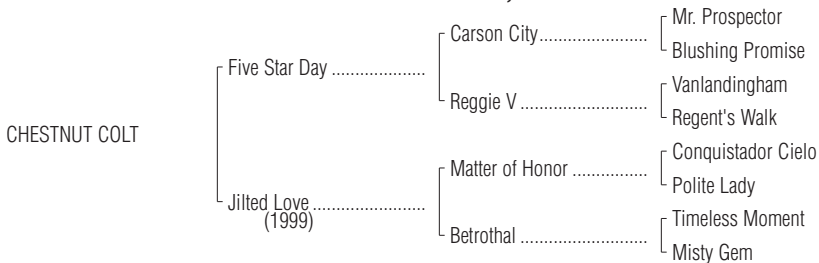 Mr. Prospector
Carson City
Blushing Promise
Five Star Day
Vanlandingham
Reggie V
Regent's Walk
CHESTNUT COLT
Conquistador Cielo
Matter of Honor
Polite Lady
Jilted Love
(1999)
Timeless Moment
Betrothal
Misty Gem